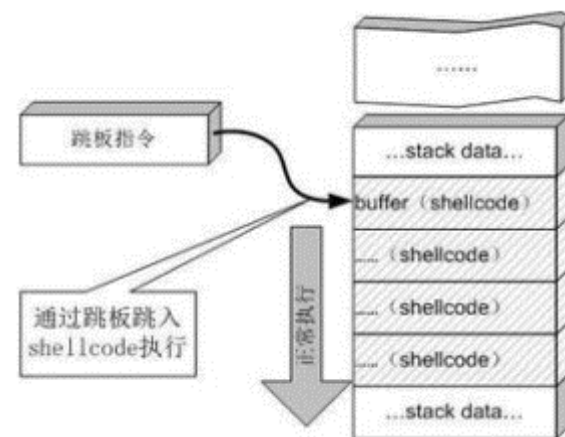 ……
跳板指令
...stack data...
buffer（shellcode）
……（shellcode）
……（shellcode）
……（shellcode）
...stack data...
通过跳板跳入
shellcode执行
正常执行